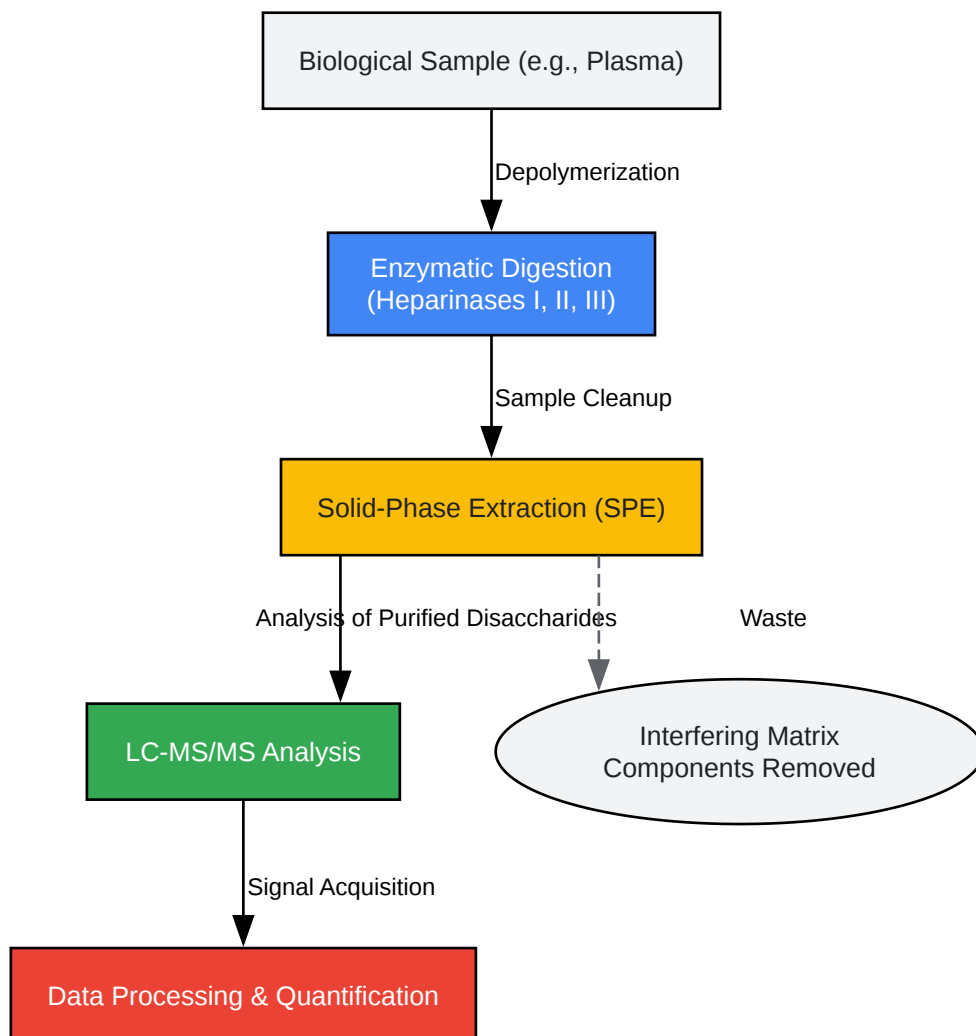 Biological Sample (e.g., Plasma)
Depolymerization
Enzymatic Digestion
(Heparinases I, II, III)
Sample Cleanup
Solid-Phase Extraction (SPE)
Analysis of Purified Disaccharides
Waste
LC-MS/MS Analysis
Interfering Matrix
Components Removed
Signal Acquisition
Data Processing & Quantification